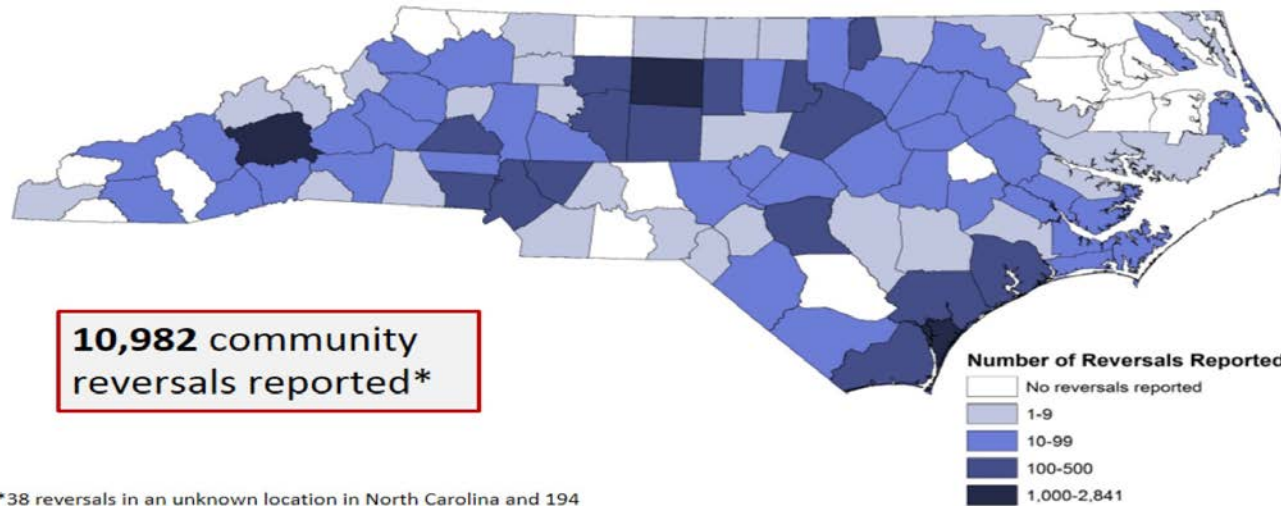 10,982 community
reversals reported*
Number of Reversals Reported
No reversals reported
1-9
10-99
100-500
1,000-2,841
*38 reversals in an unknown location in North Carolina and 194